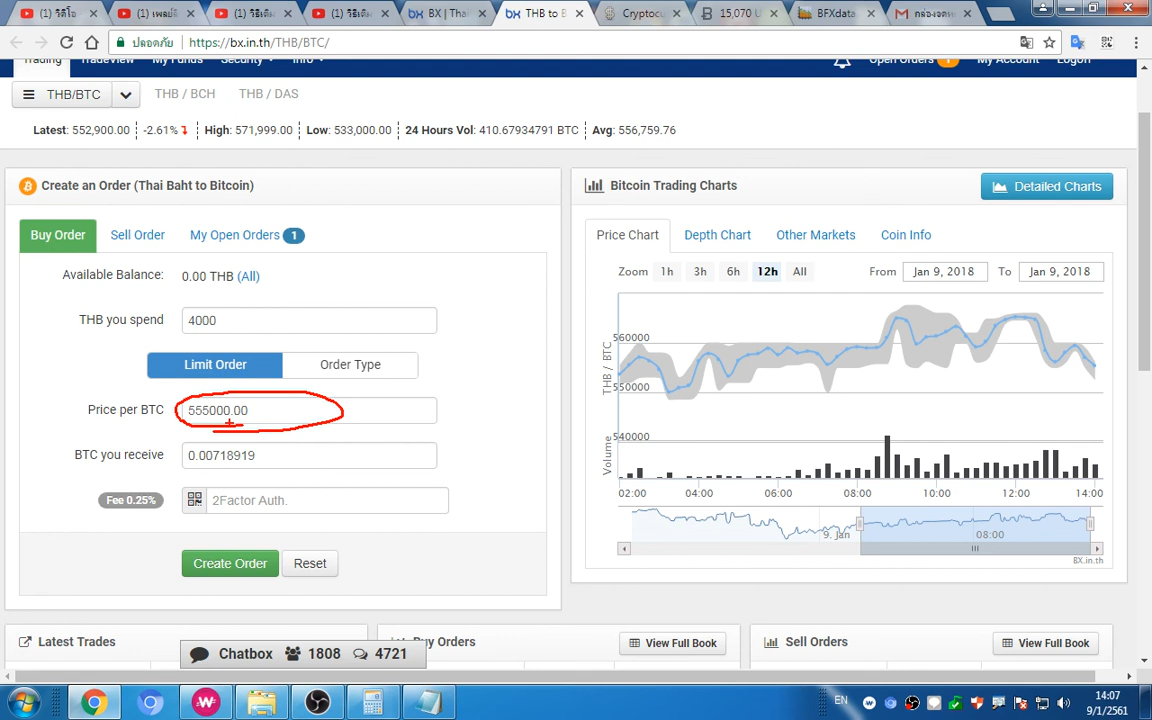 (1) วิดีโอ
(1) เพลย์ลิ
(1) วิธีเติม
(1) วิธีเติม
BX | Thai
THB to B
Cryptocu
15,070 U
BFXdata
กล่องจดห
ปลอดภัย
https://bx.in.th/THB/BTC/
Trading TradeView My Funds Security Info
Open Orders 1 My Account Logoff
THB/BTC THB / BCH THB / DAS
Latest: 552,900.00 -2.61% High: 571,999.00 Low: 533,000.00 24 Hours Vol: 410.67934791 BTC Avg: 556,759.76
Create an Order (Thai Baht to Bitcoin)
Buy Order Sell Order My Open Orders 1
Available Balance: 0.00 THB (All)
THB you spend 4000
Limit Order Order Type
Price per BTC 555000.00
BTC you receive 0.00718919
Fee 0.25% 2Factor Auth.
Create Order Reset
Bitcoin Trading Charts Detailed Charts
Price Chart Depth Chart Other Markets Coin Info
Zoom 1h 3h 6h 12h All From Jan 9, 2018 To Jan 9, 2018
THB / BTC
560000
550000
540000
Volume
02:00 04:00 06:00 08:00 10:00 12:00 14:00
9. Jan 08:00
BX.in.th
Latest Trades
Buy Orders View Full Book
Sell Orders View Full Book
Chatbox 1808 4721
EN
14:07
9/1/2561